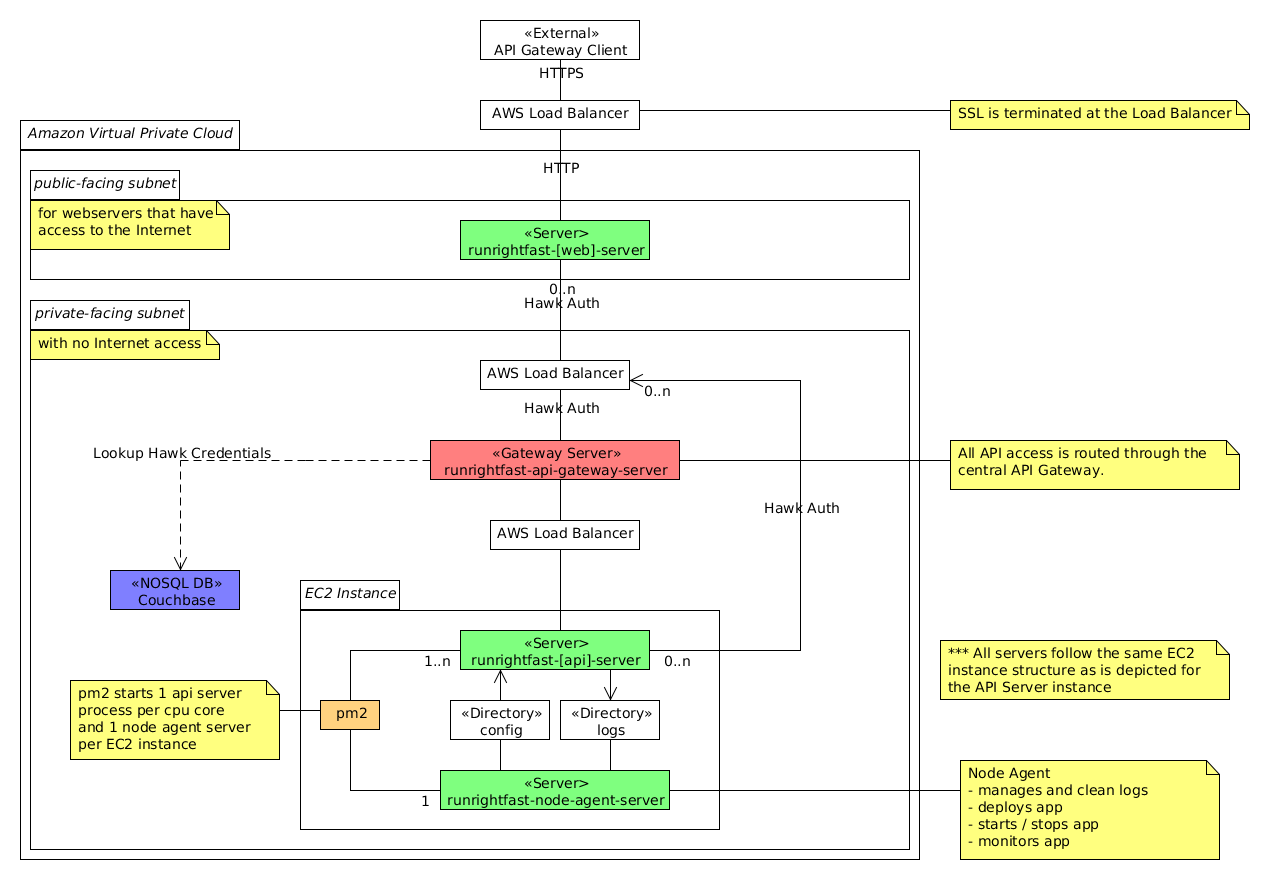 «External»
API Gateway Client
HTTPS
AWS Load Balancer
SSL is terminated at the Load Balancer
Amazon Virtual Private Cloud
HTTP
public-facing subnet
for webservers that have
access to the Internet
«Server>
runrightfast-[web]-server
0..n
Hawk Auth
private-facing subnet
with no Internet access
AWS Load Balancer
0..n
Hawk Auth
Lookup Hawk Credentials
«Gateway Server»
runrightfast-api-gateway-server
All API access is routed through the
central API Gateway.
Hawk Auth
AWS Load Balancer
«NOSQL DB»
Couchbase
EC2 Instance
«Server>
runrightfast-[api]-server
1..n
0..n
*** All servers follow the same EC2
instance structure as is depicted for
the API Server instance
pm2 starts 1 api server
process per cpu core
and 1 node agent server
per EC2 instance
pm2
«Directory»
config
«Directory»
logs
«Server>
runrightfast-node-agent-server
1
Node Agent
- manages and clean logs
- deploys app
- starts / stops app
- monitors app